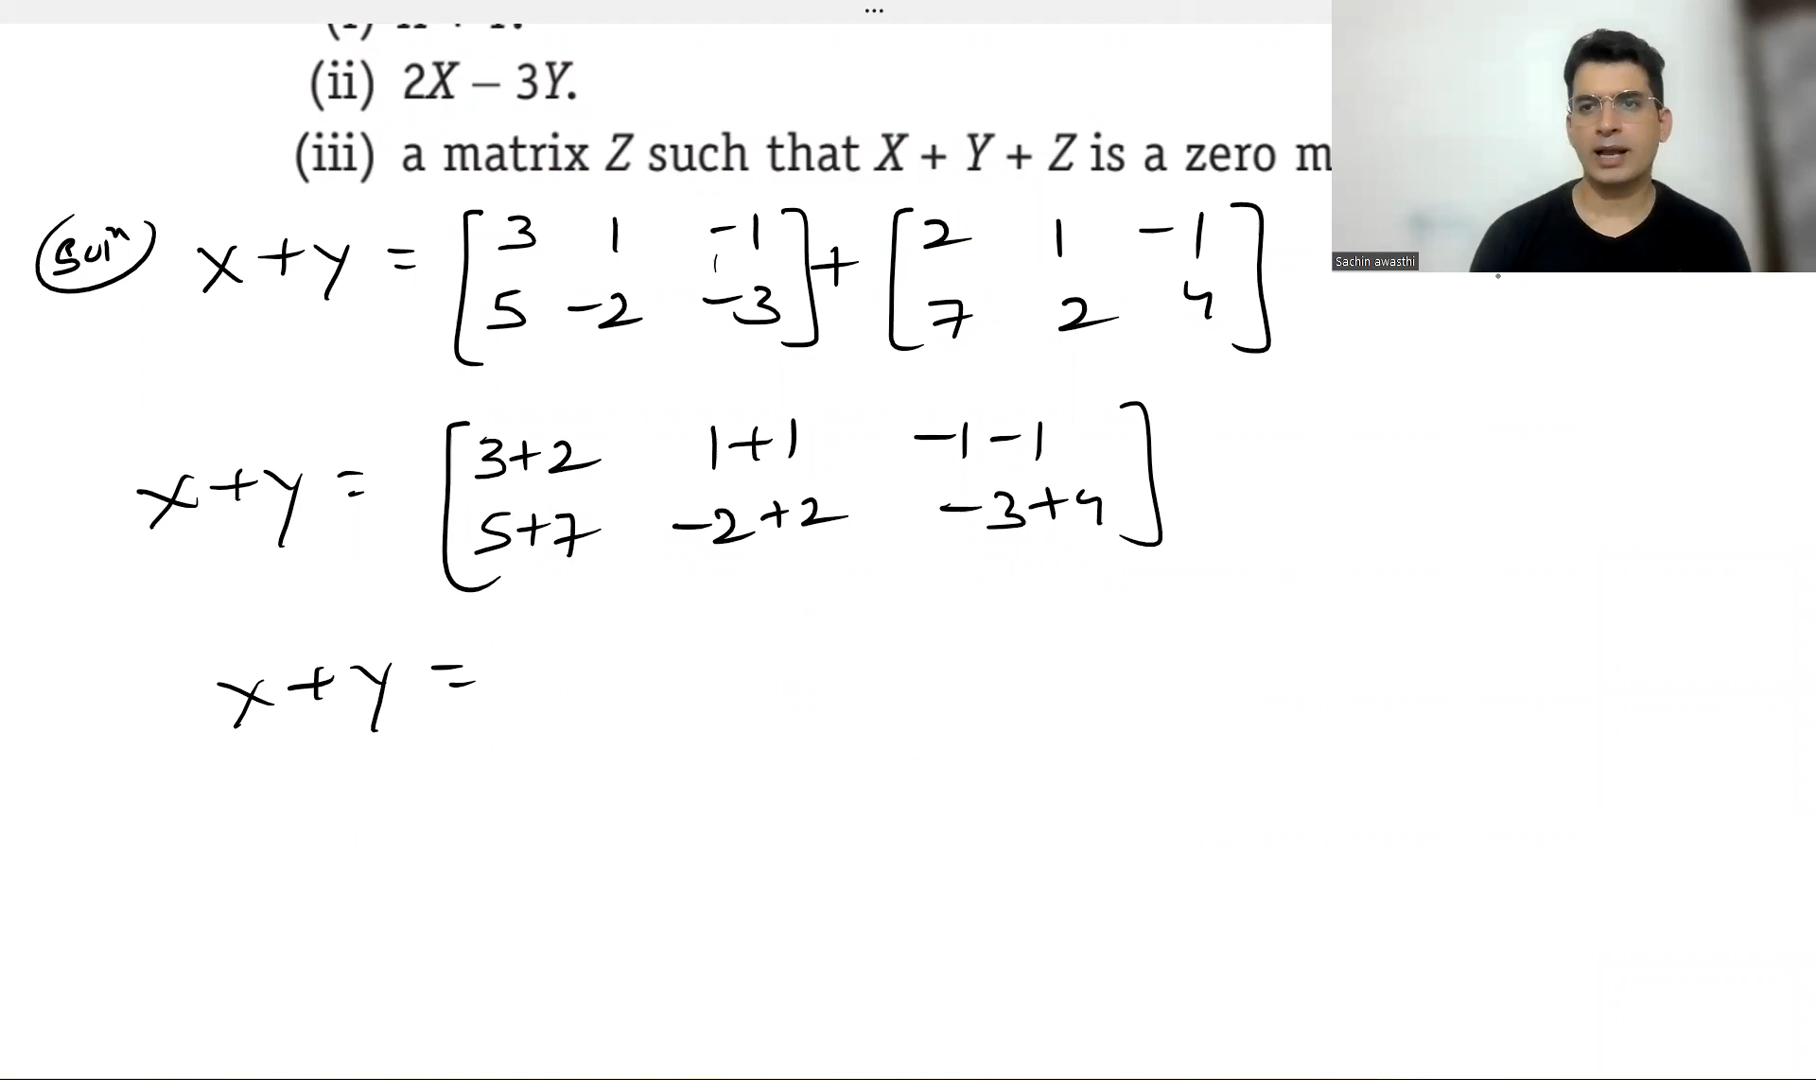 ...
(ii) 2X – 3Y.
(iii) a matrix Z such that X + Y + Z is a zero m
Sachin awasthi
Solⁿ x+y = [3 1 -1 + [2 1 -1
5 -2 -3] 7 2 4]
x+y = [3+2 1+1 -1-1
5+7 -2+2 -3+4]
x+y =